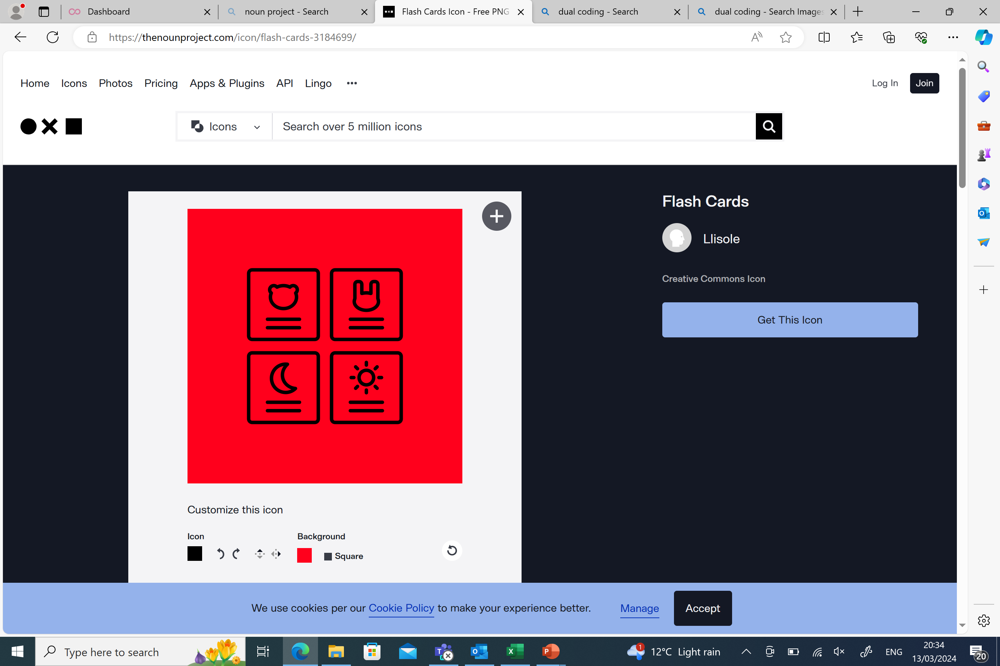 Dashboard
noun project - Search
Flash Cards Icon - Free PNG
dual coding - Search
dual coding - Search Images
https://thenounproject.com/icon/flash-cards-3184699/
Home
Icons
Photos
Pricing
Apps & Plugins
API
Lingo
Log In
Join
Icons
Search over 5 million icons
Flash Cards
Llisole
Creative Commons Icon
Get This Icon
Customize this icon
Icon
Background
Square
We use cookies per our Cookie Policy to make your experience better.
Manage
Accept
Type here to search
1
12°C Light rain
ENG
20:34
13/03/2024
20